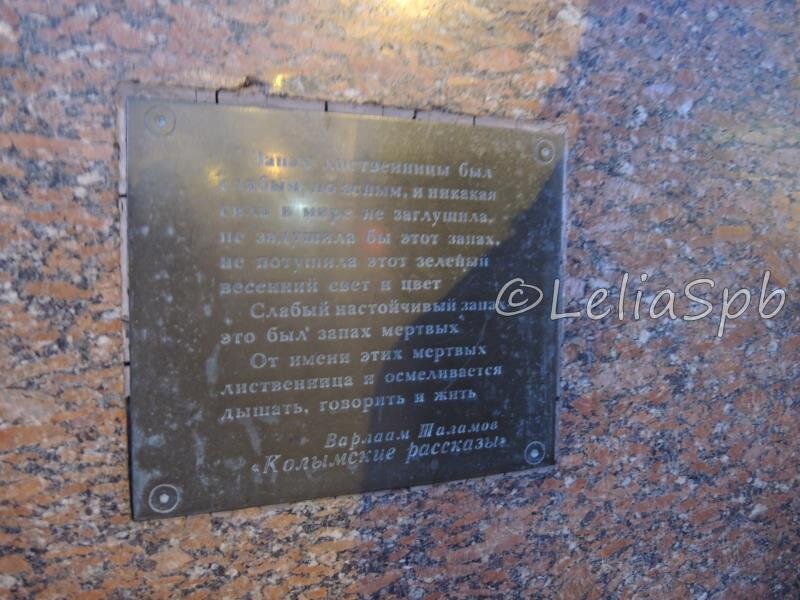 Запах лиственницы был
слабым, но ясным, и никакая
сила в мире не заглушила,
не задушила бы этот запах,
не потушила этот зеленый
весенний свет и цвет
Слабый настойчивый запах
это был запах мертвых
От имени этих мертвых
лиственница и осмеливается
дышать, говорить и жить
Варлаам Шаламов
«Колымские рассказы»
©LeliaSpb